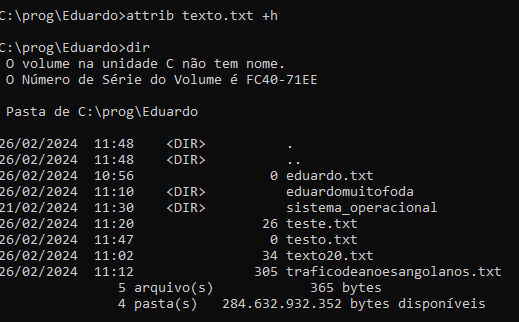 C:\prog\Eduardo>attrib texto.txt +h
C:\prog\Eduardo>dir
O volume na unidade C não tem nome.
O Número de Série do Volume é FC40-71EE
Pasta de C:\prog\Eduardo
26/02/2024  11:48    <DIR>          .
26/02/2024  11:48    <DIR>          ..
26/02/2024  10:56                 0 eduardo.txt
26/02/2024  11:10    <DIR>          eduardomuitofoda
21/02/2024  11:30    <DIR>          sistema_operacional
26/02/2024  11:20                26 teste.txt
26/02/2024  11:47                 0 testo.txt
26/02/2024  11:02                34 texto20.txt
26/02/2024  11:12               305 traficodeanoesangolanos.txt
5 arquivo(s)            365 bytes
4 pasta(s)   284.632.932.352 bytes disponíveis